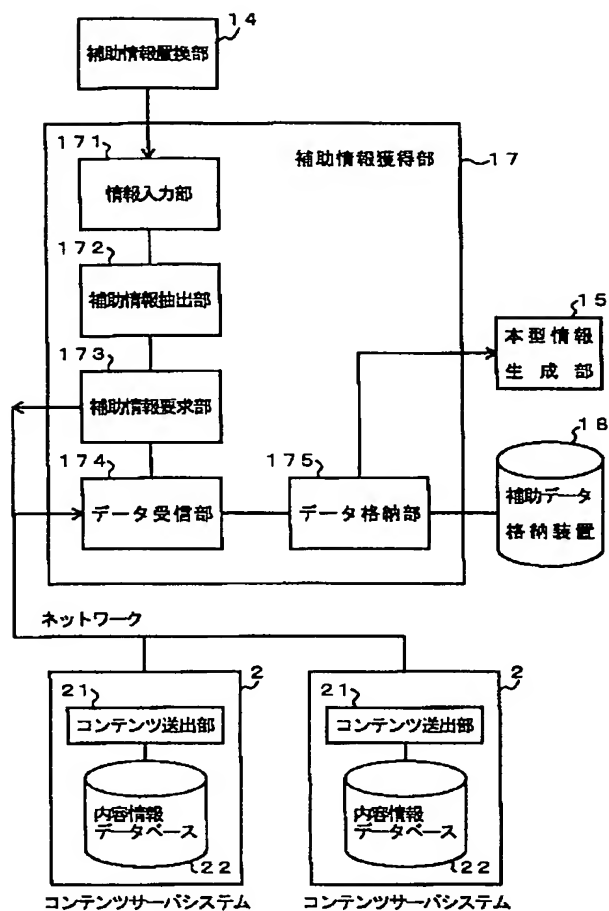 14
補助情報置換部
171
補助情報獲得部
17
情報入力部
172
補助情報抽出部
173
15
本型情報
生成部
補助情報要求部
18
174
175
補助データ
格納装置
データ受信部
データ格納部
ネットワーク
2
21
コンテンツ送出部
内容情報
データベース
22
コンテンツサーバシステム
2
21
コンテンツ送出部
内容情報
データベース
22
コンテンツサーバシステム